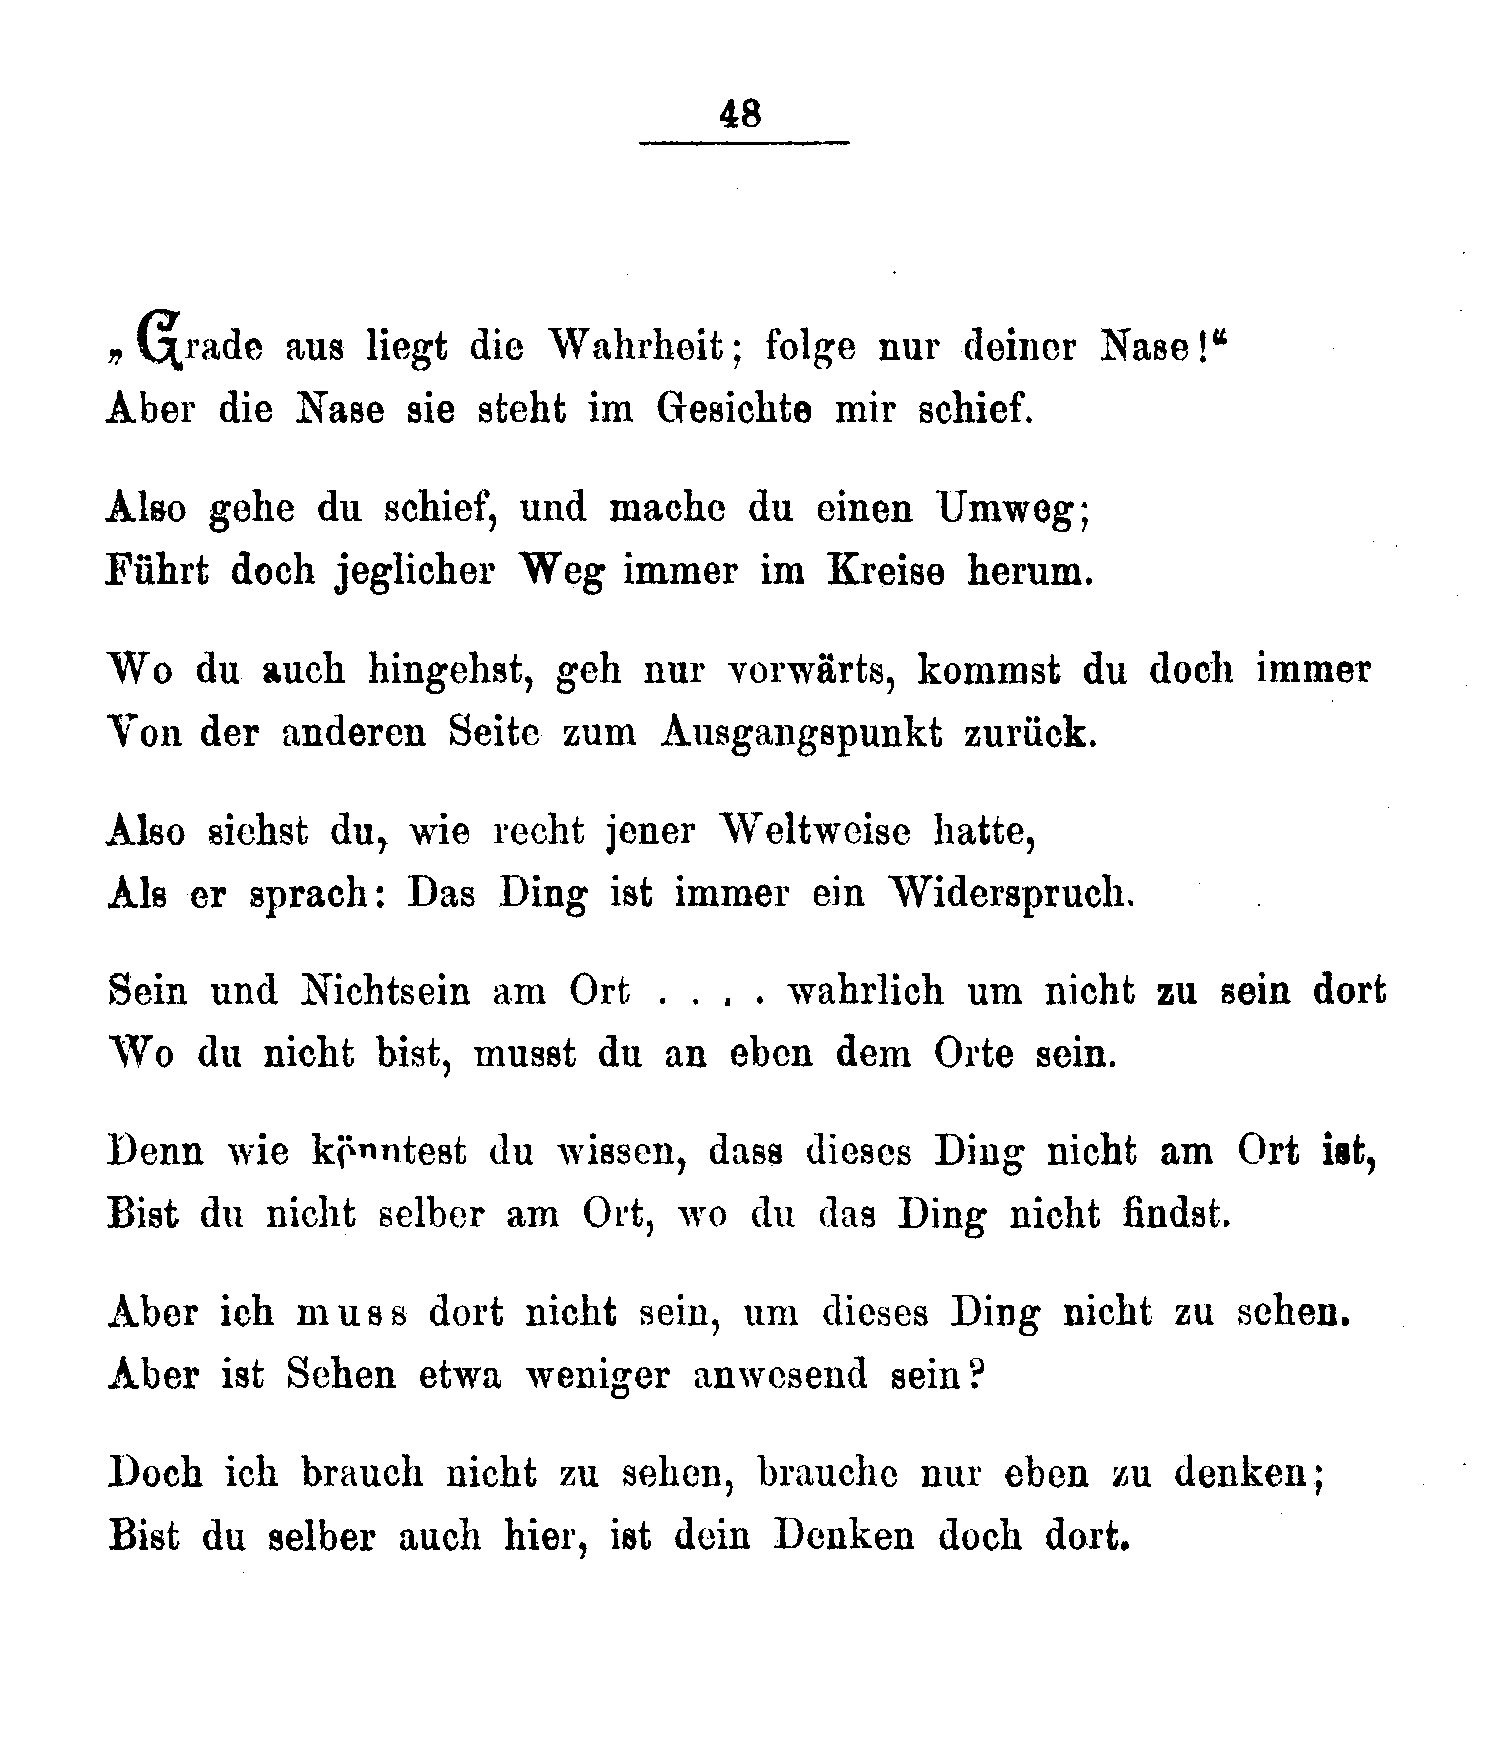 48
„Grade aus liegt die Wahrheit; folge nur deiner Nase!“
Aber die Nase sie steht im Gesichte mir schief.
Also gehe du schief, und mache du einen Umweg;
Führt doch jeglicher Weg immer im Kreise herum.
Wo du auch hingehst, geh nur vorwärts, kommst du doch immer
Von der anderen Seite zum Ausgangspunkt zurück.
Also siehst du, wie recht jener Weltweise hatte,
Als er sprach: Das Ding ist immer ein Widerspruch.
Sein und Nichtsein am Ort . . . . wahrlich um nicht zu sein dort
Wo du nicht bist, musst du an eben dem Orte sein.
Denn wie könntest du wissen, dass dieses Ding nicht am Ort ist,
Bist du nicht selber am Ort, wo du das Ding nicht findst.
Aber ich muss dort nicht sein, um dieses Ding nicht zu sehen.
Aber ist Sehen etwa weniger anwesend sein?
Doch ich brauch nicht zu sehen, brauche nur eben zu denken;
Bist du selber auch hier, ist dein Denken doch dort.